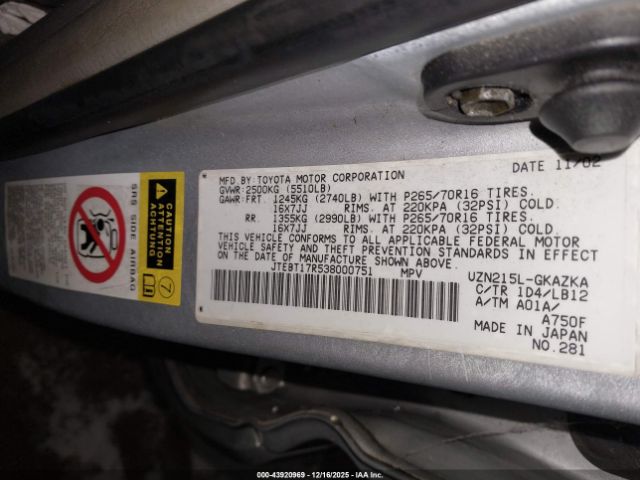 DATE 11/02
MFD BY: TOYOTA MOTOR CORPORATION
GVWR: 2500KG (5510LB)
GAWR: FRT. 1245KG (2740LB) WITH P265/70R16 TIRES.
16X7JJ RIMS. AT 220KPA (32PSI) COLD.
RR. 1355KG (2990LB) WITH P265/70R16 TIRES.
16X7JJ RIMS. AT 220KPA (32PSI) COLD.
THIS VEHICLE CONFORMS TO ALL APPLICABLE FEDERAL MOTOR
VEHICLE SAFETY, THEFT PREVENTION STANDARDS IN EFFECT
ON THE DATE OF MANUFACTURE SHOWN ABOVE.
JTEBT17R538000751 MPV
UZN215L-GKAZKA
C/TR 1D4/LB12
A/TM A01A/
A750F
MADE IN JAPAN
NO.281
SRS SIDE AIRBAG
CAUTION
ATTENTION
7
000-43920969 - 12/16/2025 - IAAI.COM